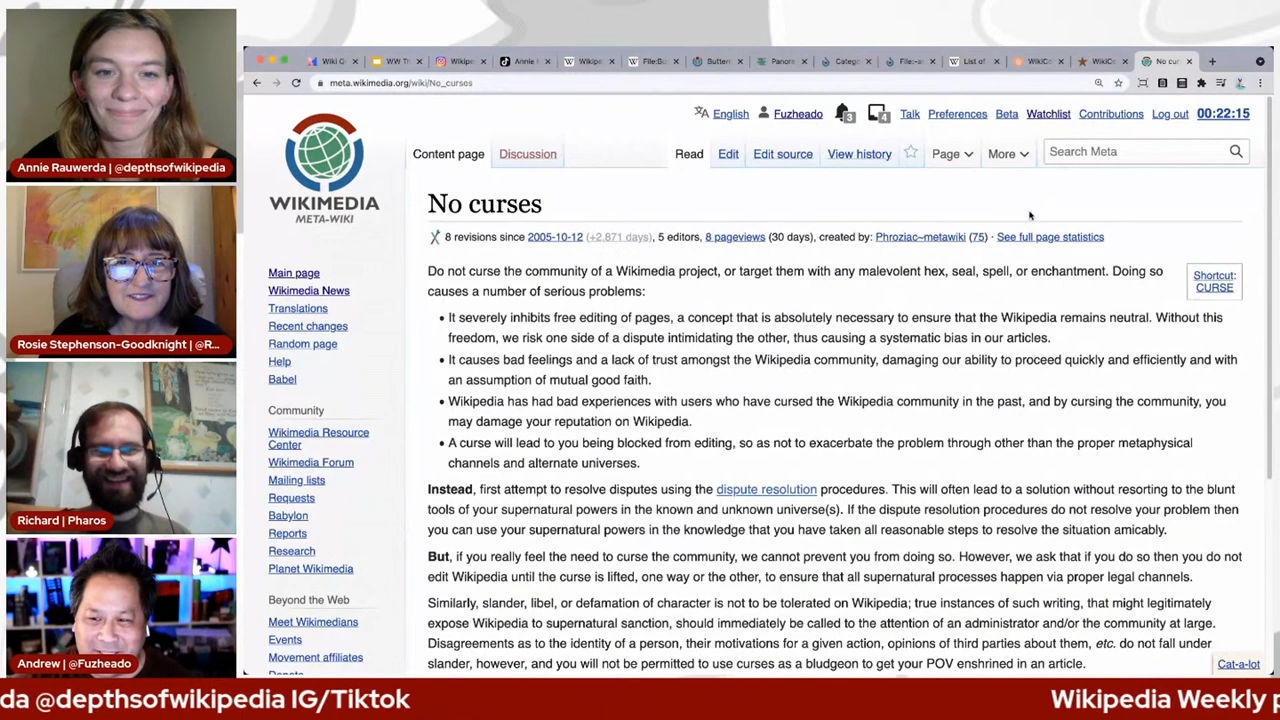 Annie Rauwerda | @depthsofwikipedia
Rosie Stephenson-Goodknight | @R...
Richard | Pharos
Andrew | @Fuzheado
Wiki G
WW Th
Instagr
Annie
Wikipe
File:Bu
Butter
Panor
Catego
File:-a
List of
WikiCo
WikiCo
No cur
meta.wikimedia.org/wiki/No_curses
English
Fuzheado
3
4
Talk
Preferences
Beta
Watchlist
Contributions
Log out
00:22:15
WIKIMEDIA
META-WIKI
Content page
Discussion
Read
Edit
Edit source
View history
Page
More
Search Meta
Main page
Wikimedia News
Translations
Recent changes
Random page
Help
Babel
Community
Wikimedia Resource
Center
Wikimedia Forum
Mailing lists
Requests
Babylon
Reports
Research
Planet Wikimedia
Beyond the Web
Meet Wikimedians
Events
Movement affiliates
No curses
8 revisions since 2005-10-12 (+2,871 days), 5 editors, 8 pageviews (30 days), created by: Phroziac~metawiki (75) · See full page statistics
Shortcut:
CURSE
Do not curse the community of a Wikimedia project, or target them with any malevolent hex, seal, spell, or enchantment. Doing so
causes a number of serious problems:
• It severely inhibits free editing of pages, a concept that is absolutely necessary to ensure that the Wikipedia remains neutral. Without this
freedom, we risk one side of a dispute intimidating the other, thus causing a systematic bias in our articles.
• It causes bad feelings and a lack of trust amongst the Wikipedia community, damaging our ability to proceed quickly and efficiently and with
an assumption of mutual good faith.
• Wikipedia has had bad experiences with users who have cursed the Wikipedia community in the past, and by cursing the community, you
may damage your reputation on Wikipedia.
• A curse will lead to you being blocked from editing, so as not to exacerbate the problem through other than the proper metaphysical
channels and alternate universes.
Instead, first attempt to resolve disputes using the dispute resolution procedures. This will often lead to a solution without resorting to the blunt
tools of your supernatural powers in the known and unknown universe(s). If the dispute resolution procedures do not resolve your problem then
you can use your supernatural powers in the knowledge that you have taken all reasonable steps to resolve the situation amicably.
But, if you really feel the need to curse the community, we cannot prevent you from doing so. However, we ask that if you do so then you do not
edit Wikipedia until the curse is lifted, one way or the other, to ensure that all supernatural processes happen via proper legal channels.
Similarly, slander, libel, or defamation of character is not to be tolerated on Wikipedia; true instances of such writing, that might legitimately
expose Wikipedia to supernatural sanction, should immediately be called to the attention of an administrator and/or the community at large.
Disagreements as to the identity of a person, their motivations for a given action, opinions of third parties about them, etc. do not fall under
slander, however, and you will not be permitted to use curses as a bludgeon to get your POV enshrined in an article.
Cat-a-lot
da @depthsofwikipedia IG/Tiktok
Wikipedia Weekly p